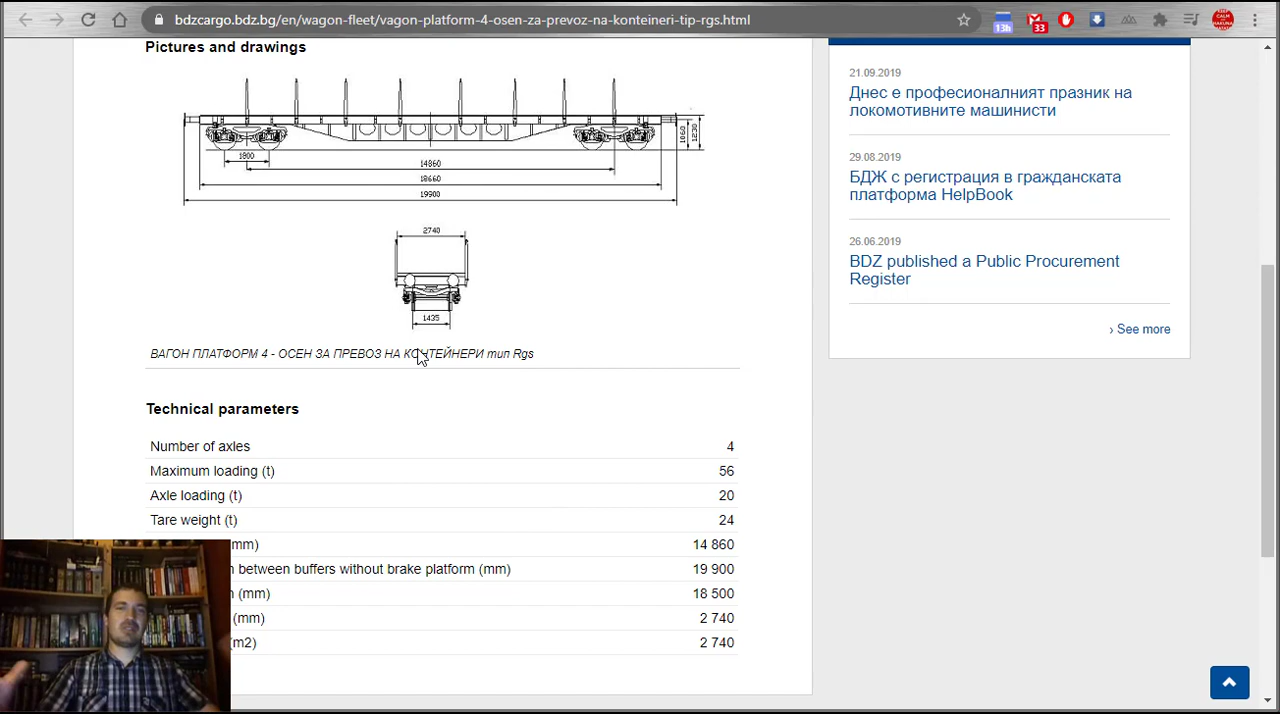 bdzcargo.bdz.bg/en/wagon-fleet/vagon-platform-4-osen-za-prevoz-na-konteineri-tip-rgs.html
13h
33
Pictures and drawings
1060
1230
1800
14860
18660
19900
2740
1435
ВАГОН ПЛАТФОРМ 4 - ОСЕН ЗА ПРЕВОЗ НА КОНТЕЙНЕРИ тип Rgs
Technical parameters
Number of axles 4
Maximum loading (t) 56
Axle loading (t) 20
Tare weight (t) 24
(mm) 14 860
between buffers without brake platform (mm) 19 900
(mm) 18 500
(mm) 2 740
(m2) 2 740
21.09.2019
Днес е професионалният празник на
локомотивните машинисти
29.08.2019
БДЖ с регистрация в гражданската
платформа HelpBook
26.06.2019
BDZ published a Public Procurement
Register
› See more